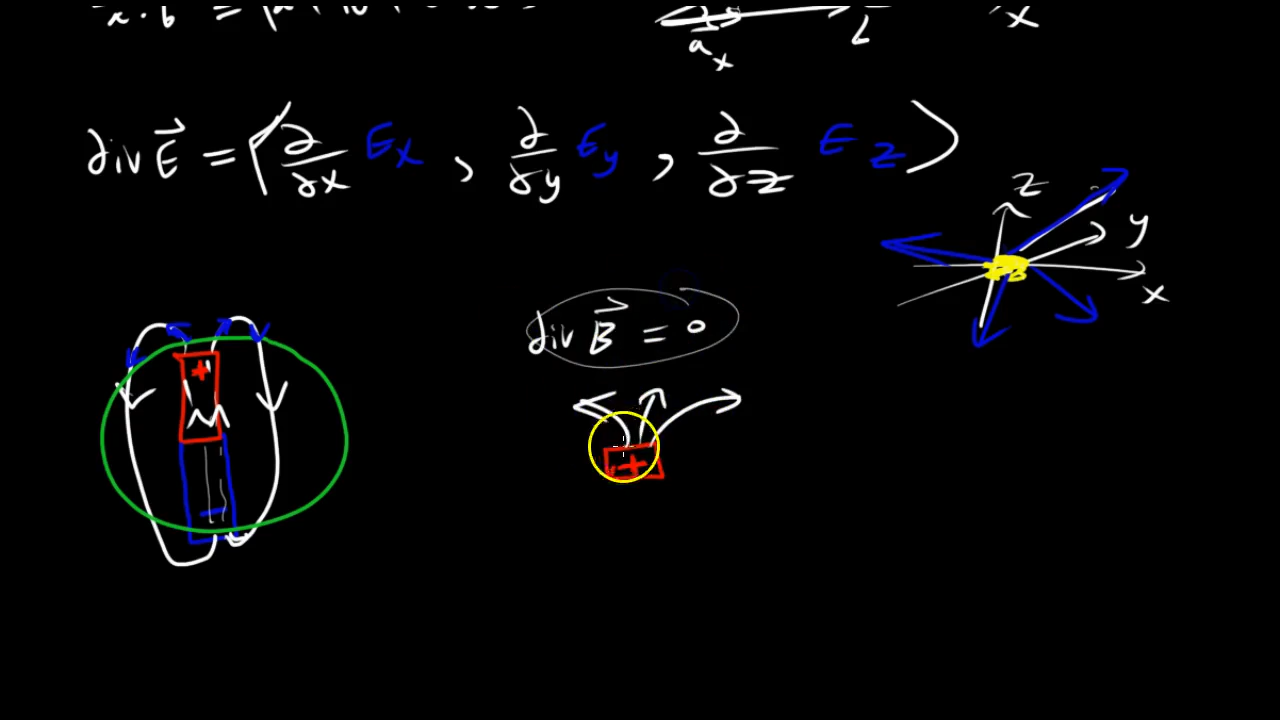 a x L x
div E⃗ = ( ∂/∂x Ex , ∂/∂y Ey , ∂/∂z Ez )
z
y
x
div B⃗ = 0
+
+
−